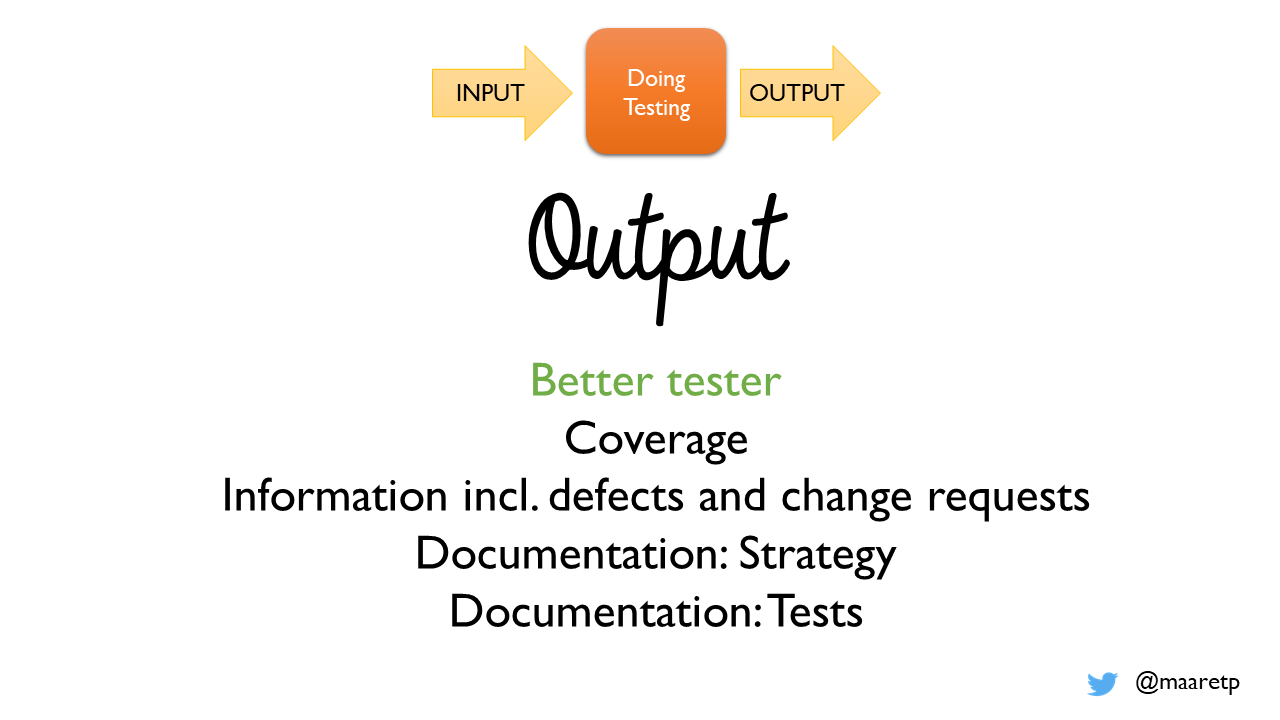 INPUT
Doing
Testing
OUTPUT
Output
Better tester
Coverage
Information incl. defects and change requests
Documentation: Strategy
Documentation: Tests
@maaretp